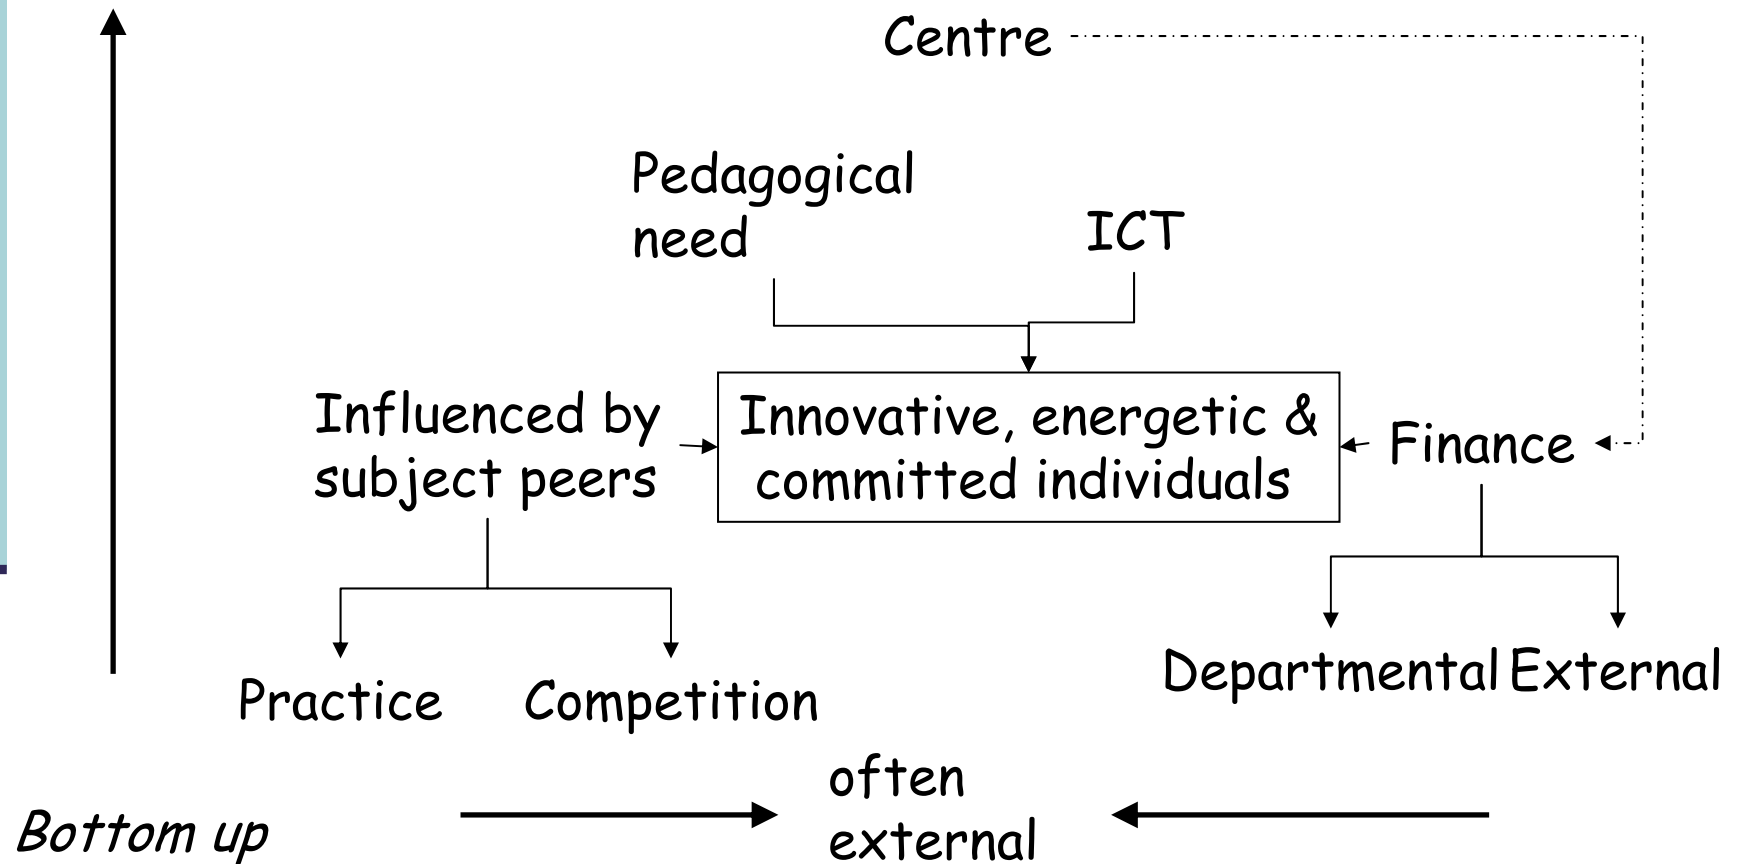 Centre
Pedagogical
need
ICT
Influenced by
subject peers
Innovative, energetic &
committed individuals
Finance
Practice
Competition
Departmental
External
often
external
Bottom up